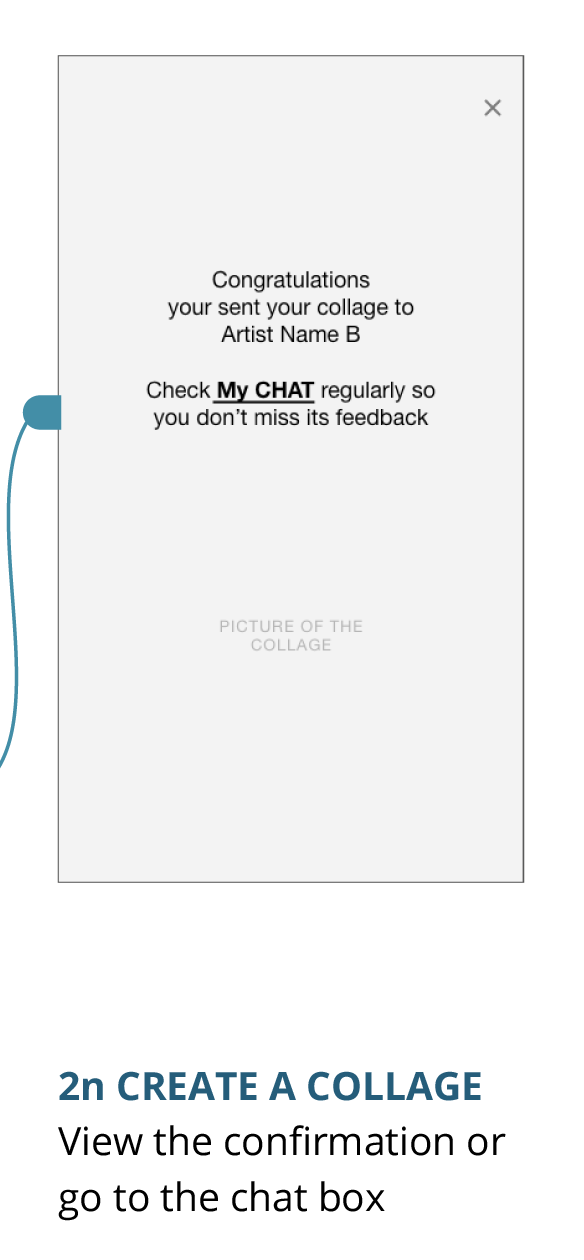 Congratulations
your sent your collage to
Artist Name B
Check My CHAT regularly so
you don't miss its feedback
PICTURE OF THE
COLLAGE
2n CREATE A COLLAGE
View the confirmation or
go to the chat box